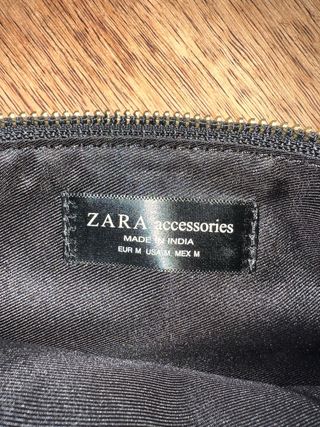 ZARA accessories
MADE IN INDIA
EUR M USA M MEX M